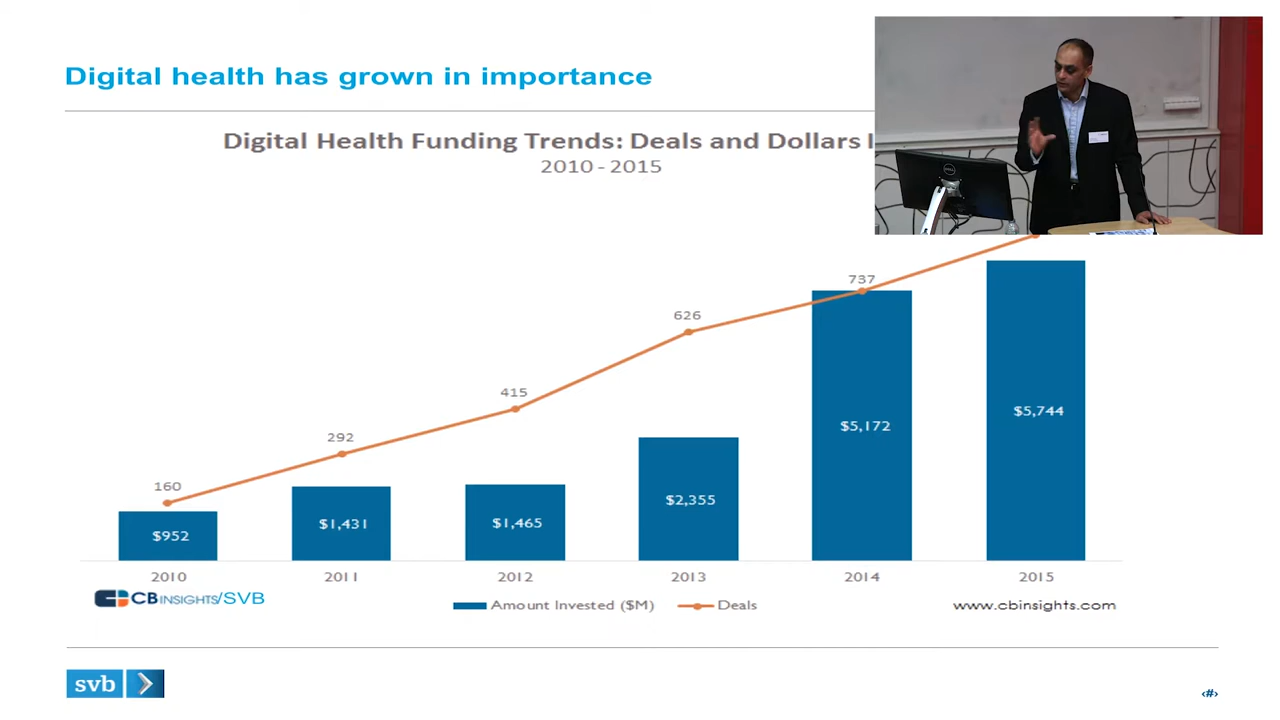 Digital health has grown in importance
Digital Health Funding Trends: Deals and Dollars
2010 - 2015
737
626
415
292
160
$5,744
$5,172
$2,355
$1,465
$1,431
$952
2010 2011 2012 2013 2014 2015
CBINSIGHTS/SVB
Amount Invested ($M) Deals
www.cbinsights.com
svb
‹#›